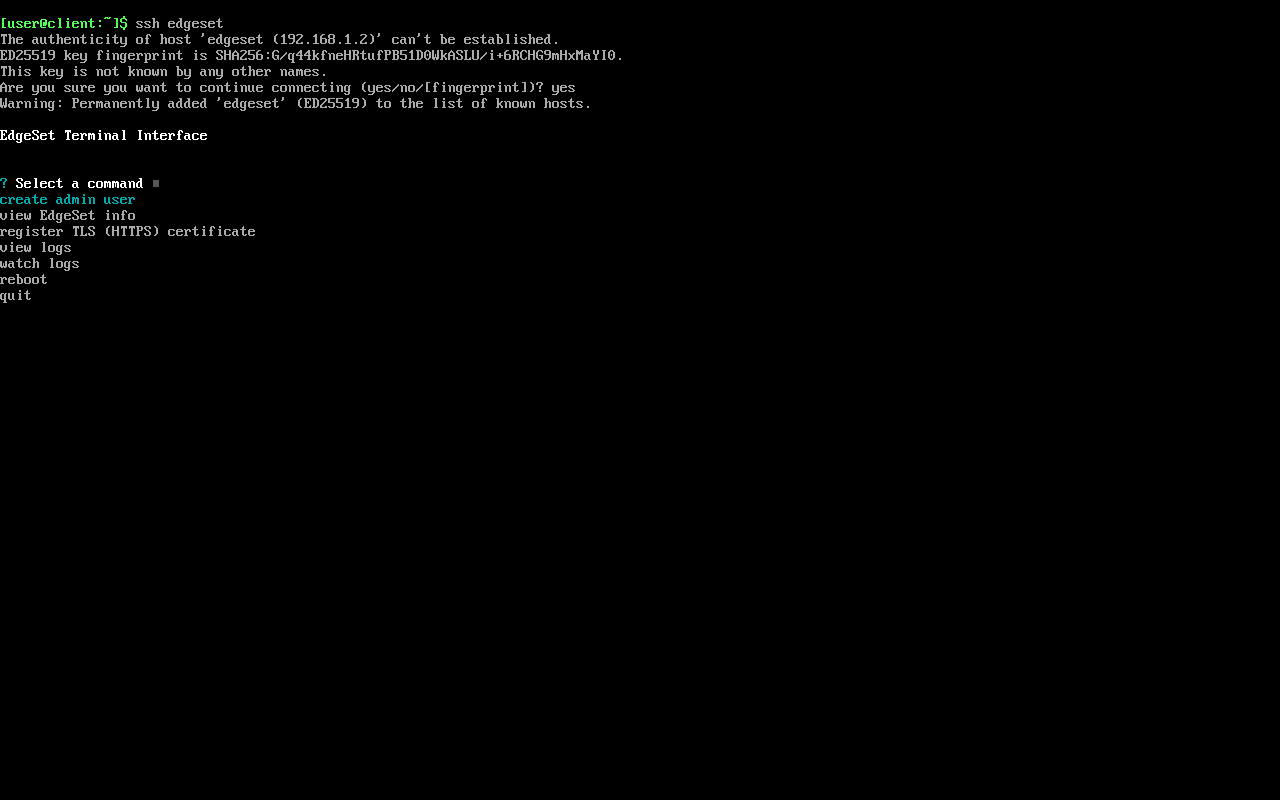 [user@client:~]$ ssh edgeset
The authenticity of host 'edgeset (192.168.1.2)' can't be established.
ED25519 key fingerprint is SHA256:G/q44kfneHRtufPB51D0WkASLU/i+6RCHG9mHxMaYI0.
This key is not known by any other names.
Are you sure you want to continue connecting (yes/no/[fingerprint])? yes
Warning: Permanently added 'edgeset' (ED25519) to the list of known hosts.
EdgeSet Terminal Interface
? Select a command
create admin user
view EdgeSet info
register TLS (HTTPS) certificate
view logs
watch logs
reboot
quit